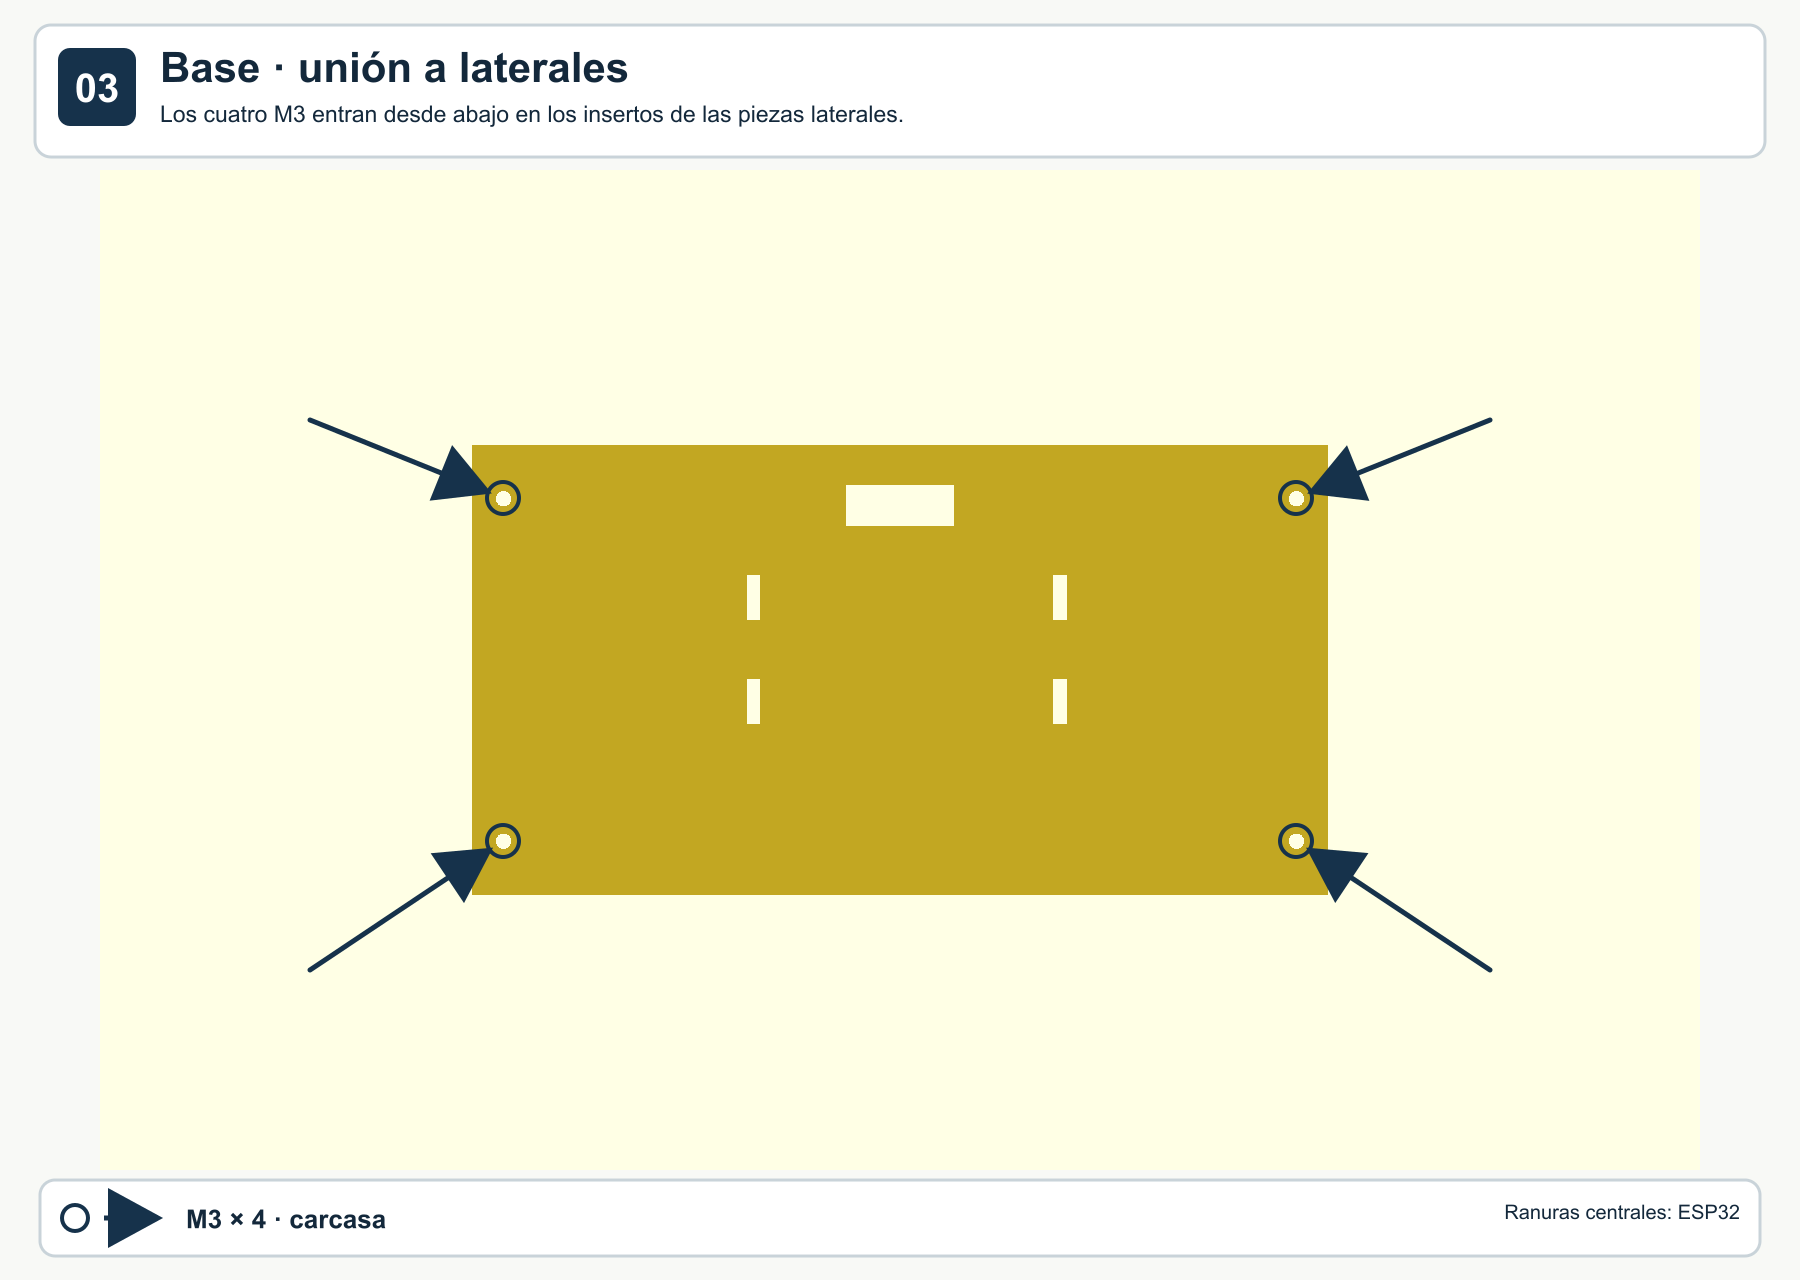 03
Base · unión a laterales
Los cuatro M3 entran desde abajo en los insertos de las piezas laterales.
M3 × 4 · carcasa
Ranuras centrales: ESP32